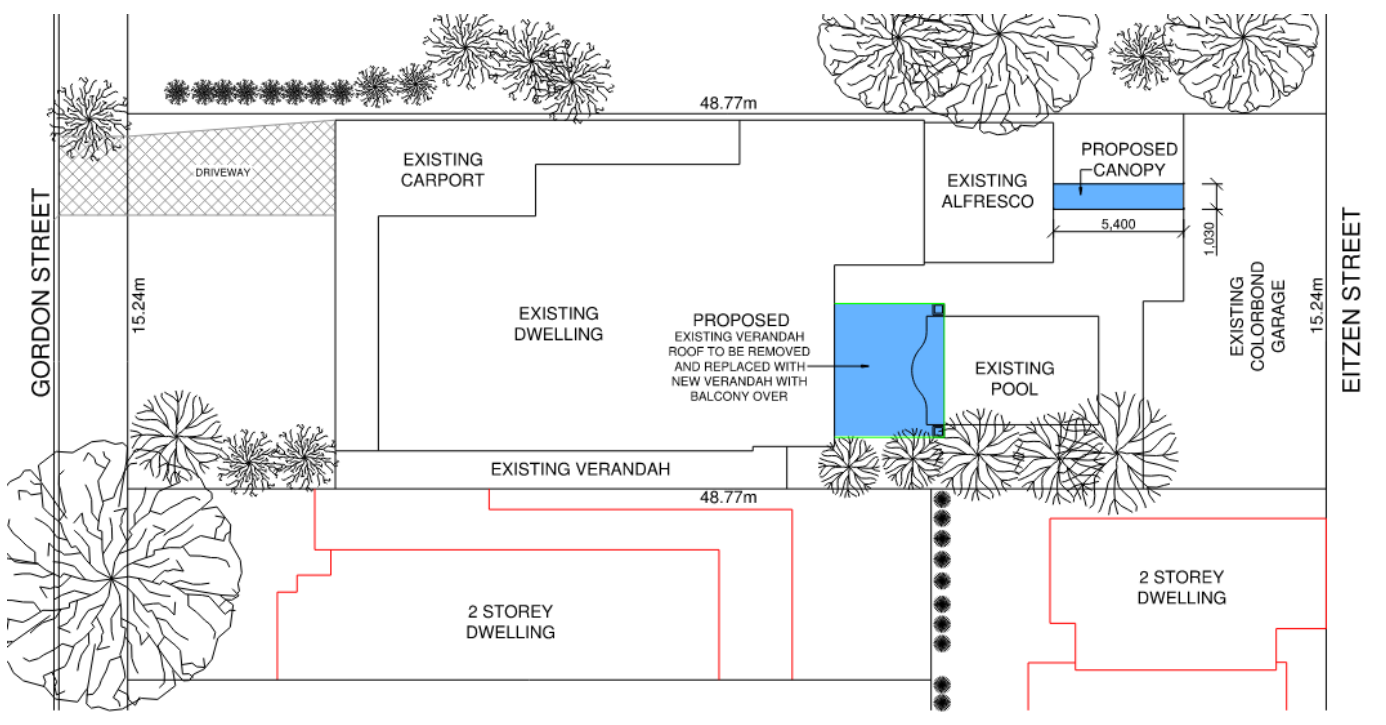 48.77m
DRIVEWAY
EXISTING
CARPORT
EXISTING
ALFRESCO
PROPOSED
CANOPY
5,400
1,030
GORDON STREET
15.24m
EXISTING
DWELLING
PROPOSED
EXISTING VERANDAH
ROOF TO BE REMOVED
AND REPLACED WITH
NEW VERANDAH WITH
BALCONY OVER
EXISTING
POOL
EXISTING
COLORBOND
GARAGE
15.24m
EITZEN STREET
EXISTING VERANDAH
48.77m
2 STOREY
DWELLING
2 STOREY
DWELLING